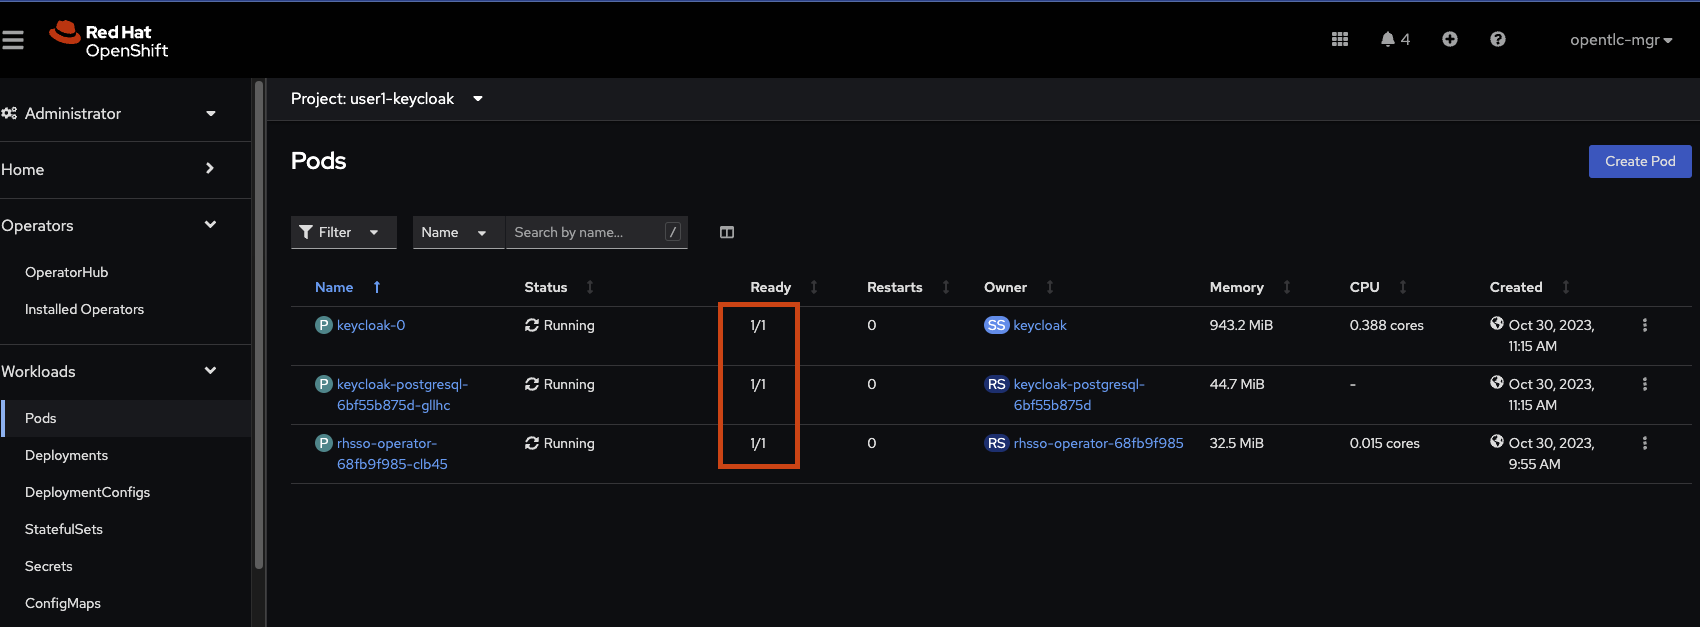 Red Hat
OpenShift
4
opentlc-mgr
Administrator
Home
Operators
OperatorHub
Installed Operators
Workloads
Pods
Deployments
DeploymentConfigs
StatefulSets
Secrets
ConfigMaps
Project: user1-keycloak
Pods
Create Pod
Filter Name Search by name... /
Name Status Ready Restarts Owner Memory CPU Created
P keycloak-0 Running 1/1 0 SS keycloak 943.2 MiB 0.388 cores Oct 30, 2023,
11:15 AM
P keycloak-postgresql- Running 1/1 0 RS keycloak-postgresql- 44.7 MiB - Oct 30, 2023,
6bf55b875d-gllhc 6bf55b875d 11:15 AM
P rhsso-operator- Running 1/1 0 RS rhsso-operator-68fb9f985 32.5 MiB 0.015 cores Oct 30, 2023,
68fb9f985-clb45 9:55 AM